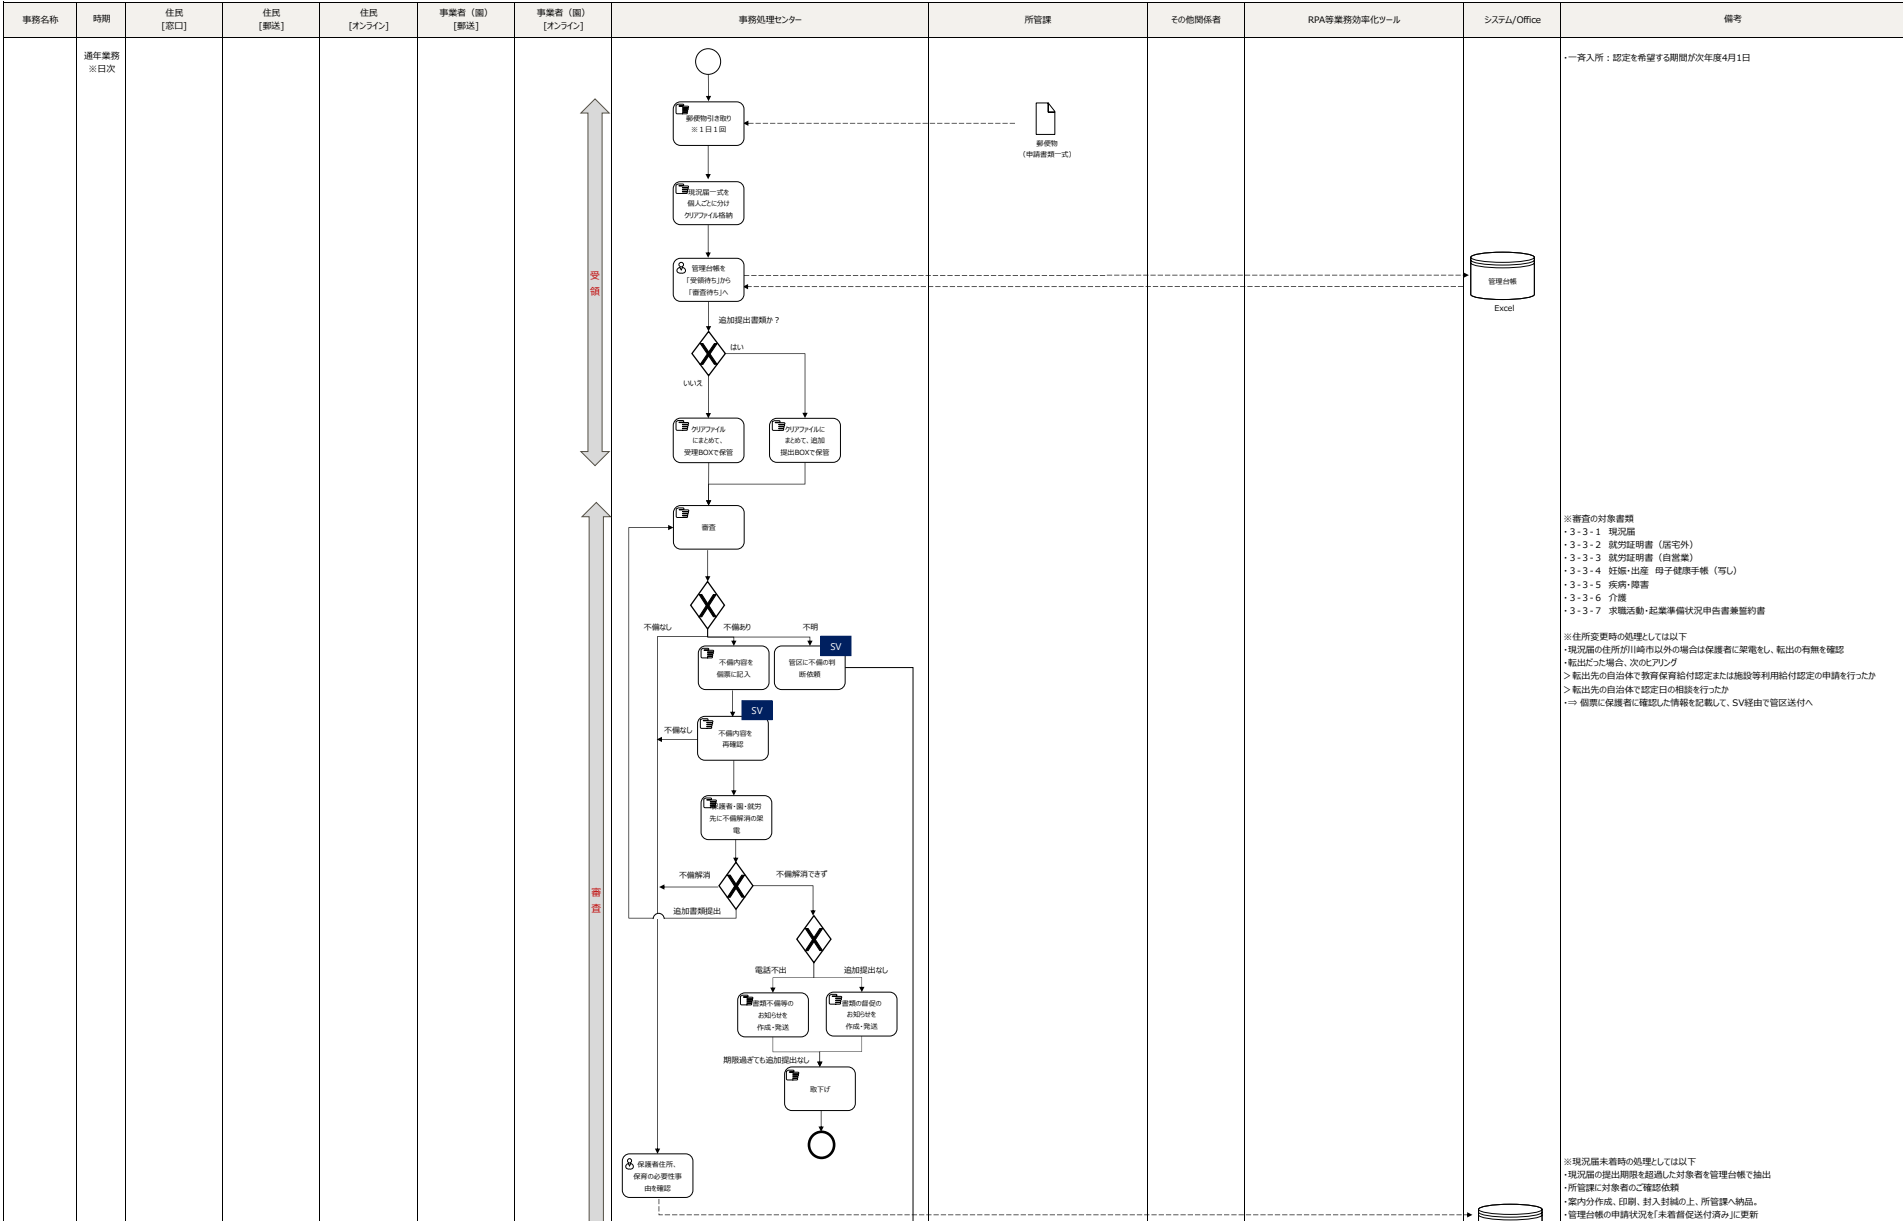 事務名称
時期
住民
[窓口]
住民
[郵送]
住民
[オンライン]
事業者（園）
[郵送]
事業者（園）
[オンライン]
事務処理センター
所管課
その他関係者
RPA等業務効率化ツール
システム/Office
備考
通年業務
※日次
・一斉入所：認定を希望する期間が次年度4月1日
郵便物引き取り
※１日１回
郵便物
（申請書類一式）
現況届一式を
個人ごとに分け
クリアファイル格納
受
領
管理台帳を
「受領待ち」から
「審査待ち」へ
管理台帳
Excel
追加提出書類か？
はい
いいえ
クリアファイル
にまとめて、
受理BOXで保管
クリアファイルに
まとめて、追加
提出BOXで保管
審査
※審査の対象書類
・３-３-１ 現況届
・３-３-２ 就労証明書（居宅外）
・３-３-３ 就労証明書（自営業）
・３-３-４ 妊娠・出産 母子健康手帳（写し）
・３-３-５ 疾病・障害
・３-３-６ 介護
・３-３-７ 求職活動・起業準備状況申告書兼誓約書
不備なし
不備あり
不明
SV
不備内容を
個票に記入
管区に不備の判
断依頼
※住所変更時の処理としては以下
・現況届の住所が川崎市以外の場合は保護者に架電をし、転出の有無を確認
・転出だった場合、次のヒアリング
＞転出先の自治体で教育保育給付認定または施設等利用給付認定の申請を行ったか
＞転出先の自治体で認定日の相談を行ったか
・⇒ 個票に保護者に確認した情報を記載して、SV経由で管区送付へ
SV
不備なし
不備内容を
再確認
保護者・園・就労
先に不備解消の架
電
審
査
不備解消
不備解消できず
追加書類提出
電話不出
追加提出なし
書類不備等の
お知らせを
作成・発送
書類の督促の
お知らせを
作成・発送
期限過ぎても追加提出なし
取下げ
保護者住所、
保育の必要性事
由を確認
※現況届未着時の処理としては以下
・現況届の提出期限を超過した対象者を管理台帳で抽出
・所管課に対象者のご確認依頼
・案内分作成、印刷、封入封緘の上、所管課へ納品。
・管理台帳の申請状況を「未着督促送付済み」に更新